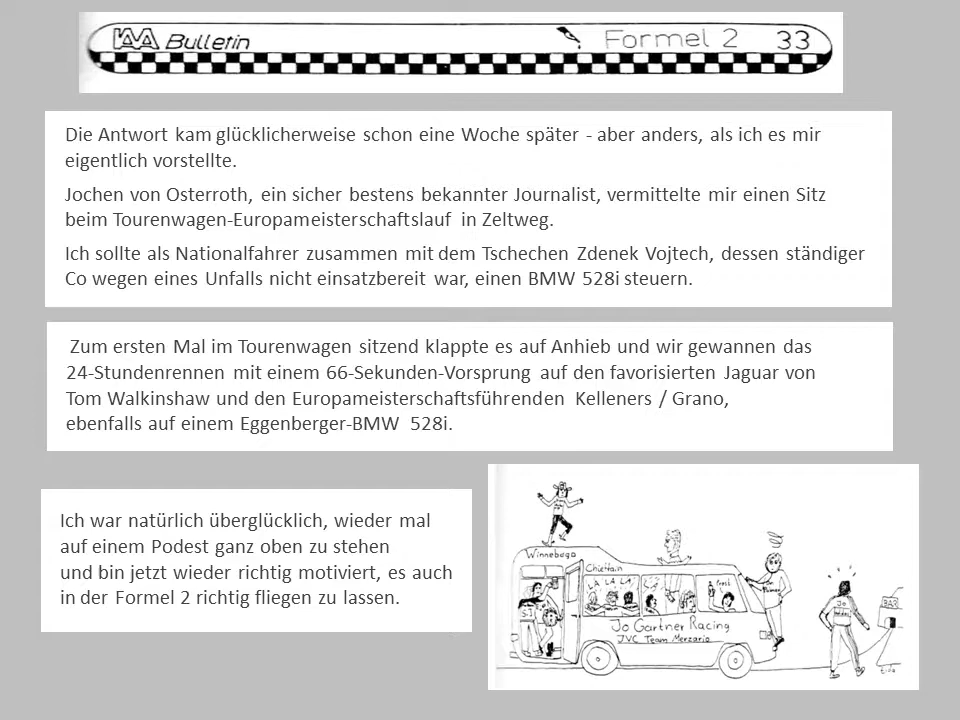 IAA Bulletin Formel 2 33
Die Antwort kam glücklicherweise schon eine Woche später - aber anders, als ich es mir
eigentlich vorstellte.
Jochen von Osterroth, ein sicher bestens bekannter Journalist, vermittelte mir einen Sitz
beim Tourenwagen-Europameisterschaftslauf in Zeltweg.
Ich sollte als Nationalfahrer zusammen mit dem Tschechen Zdenek Vojtech, dessen ständiger
Co wegen eines Unfalls nicht einsatzbereit war, einen BMW 528i steuern.
Zum ersten Mal im Tourenwagen sitzend klappte es auf Anhieb und wir gewannen das
24-Stundenrennen mit einem 66-Sekunden-Vorsprung auf den favorisierten Jaguar von
Tom Walkinshaw und den Europameisterschaftsführenden Kelleners / Grano,
ebenfalls auf einem Eggenberger-BMW 528i.
Ich war natürlich überglücklich, wieder mal
auf einem Podest ganz oben zu stehen
und bin jetzt wieder richtig motiviert, es auch
in der Formel 2 richtig fliegen zu lassen.
Winnebago
Chieftain
LA LA LA
Prost
Jo Gartner Racing
JVC Team Merzario
Jo
BAR